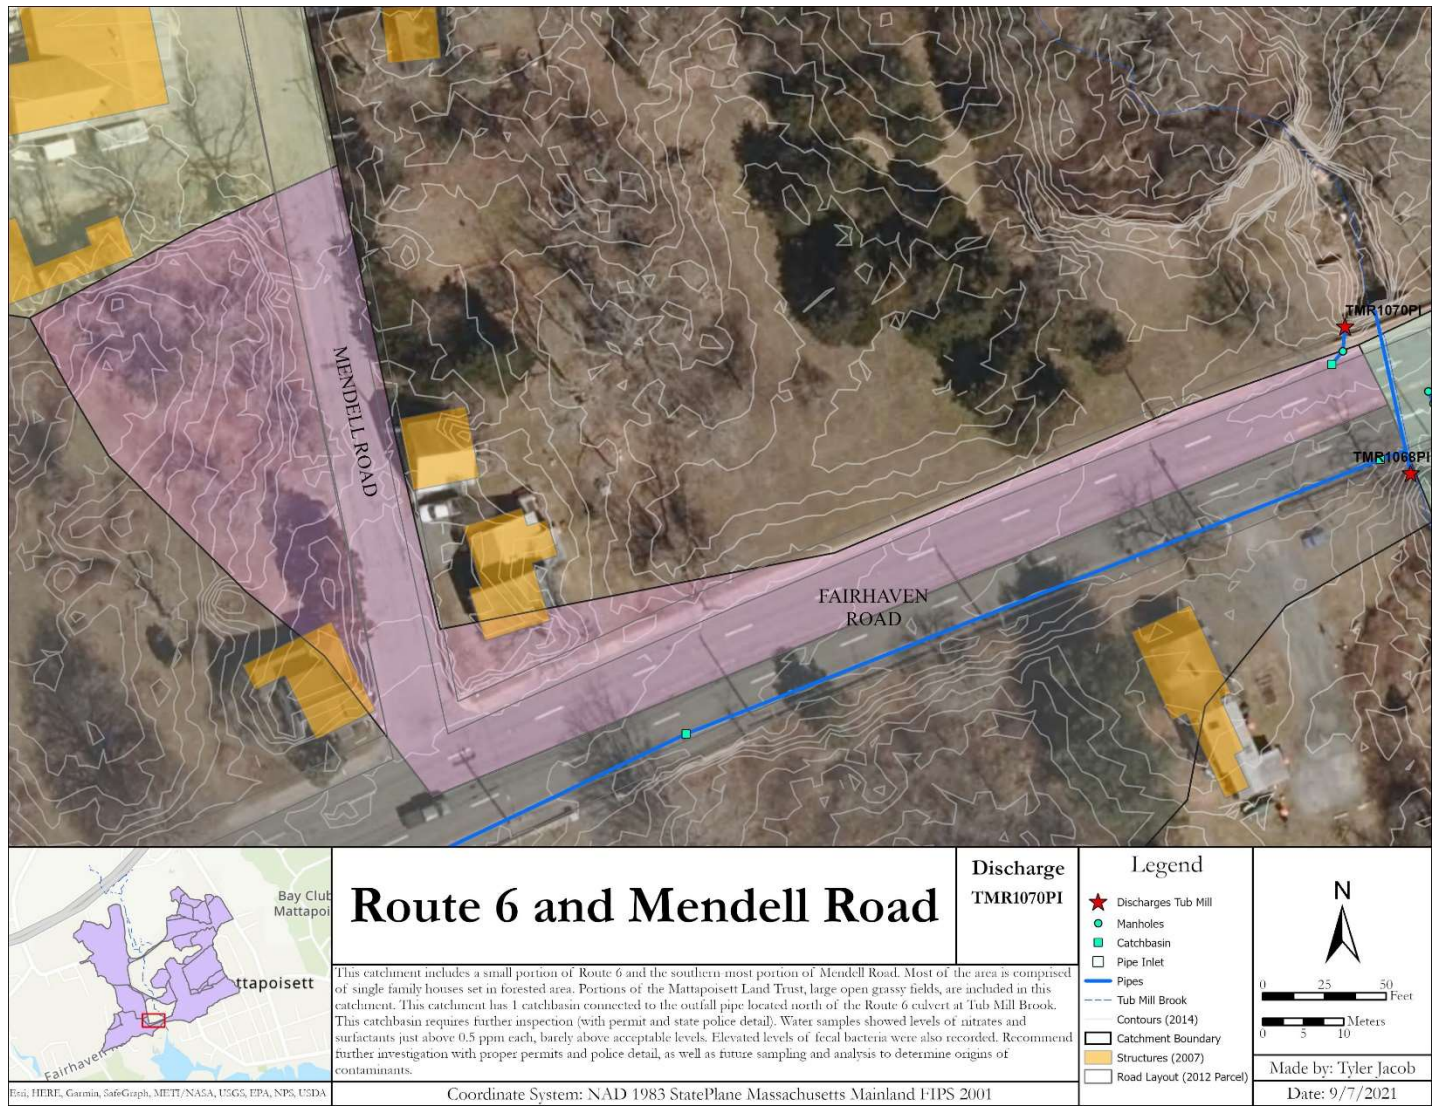 TMR1070PI
MENDELL ROAD
TMR1068PI
FAIRHAVEN
ROAD
Bay Club
Mattapoi
ttapoisett
Fairhaven
Esri, HERE, Garmin, SafeGraph, METI/NASA, USGS, EPA, NPS, USDA
Route 6 and Mendell Road
Discharge
TMR1070PI
This catchment includes a small portion of Route 6 and the southern-most portion of Mendell Road. Most of the area is comprised
of single family houses set in forested area. Portions of the Mattapoisett Land Trust, large open grassy fields, are included in this
catchment. This catchment has 1 catchbasin connected to the outfall pipe located north of the Route 6 culvert at Tub Mill Brook.
This catchbasin requires further inspection (with permit and state police detail). Water samples showed levels of nitrates and
surfactants just above 0.5 ppm each, barely above acceptable levels. Elevated levels of fecal bacteria were also recorded. Recommend
further investigation with proper permits and police detail, as well as future sampling and analysis to determine origins of
contaminants.
Coordinate System: NAD 1983 StatePlane Massachusetts Mainland FIPS 2001
Legend
Discharges Tub Mill
Manholes
Catchbasin
Pipe Inlet
Pipes
Tub Mill Brook
Contours (2014)
Catchment Boundary
Structures (2007)
Road Layout (2012 Parcel)
N
0 25 50
Feet
Meters
0 5 10
Made by: Tyler Jacob
Date: 9/7/2021